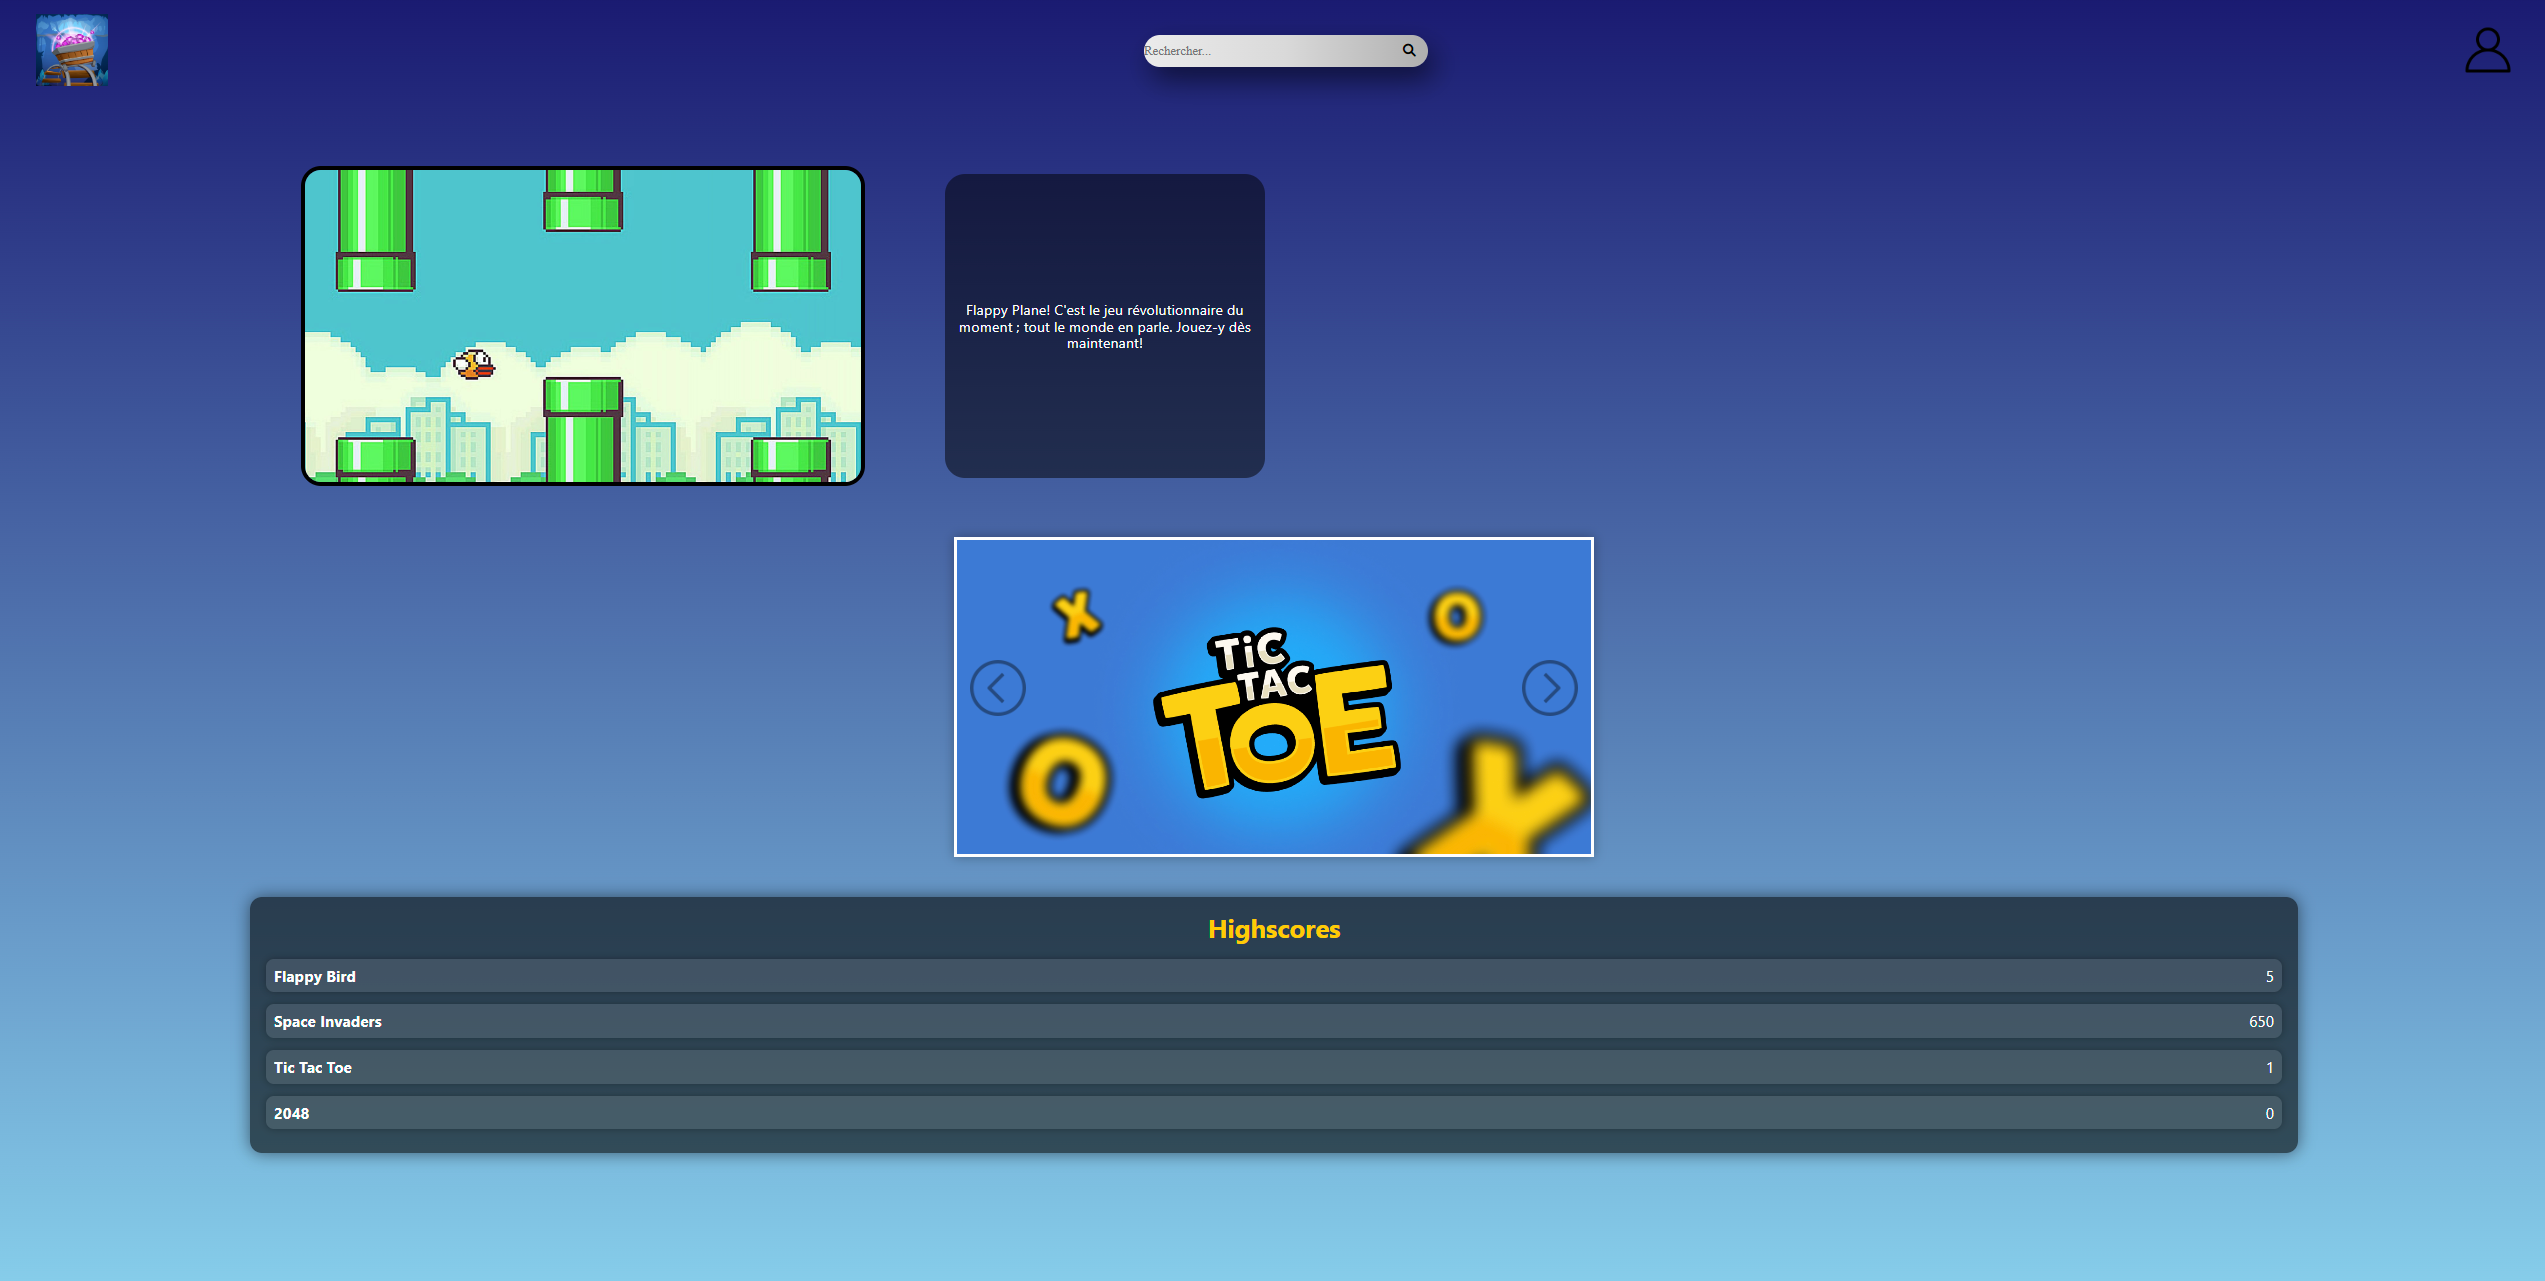 Rechercher...
Flappy Plane! C'est le jeu révolutionnaire du
moment ; tout le monde en parle. Jouez-y dès
maintenant!
X
O
TiC
TAC
TOE
O
X
Highscores
Flappy Bird 5
Space Invaders 650
Tic Tac Toe 1
2048 0